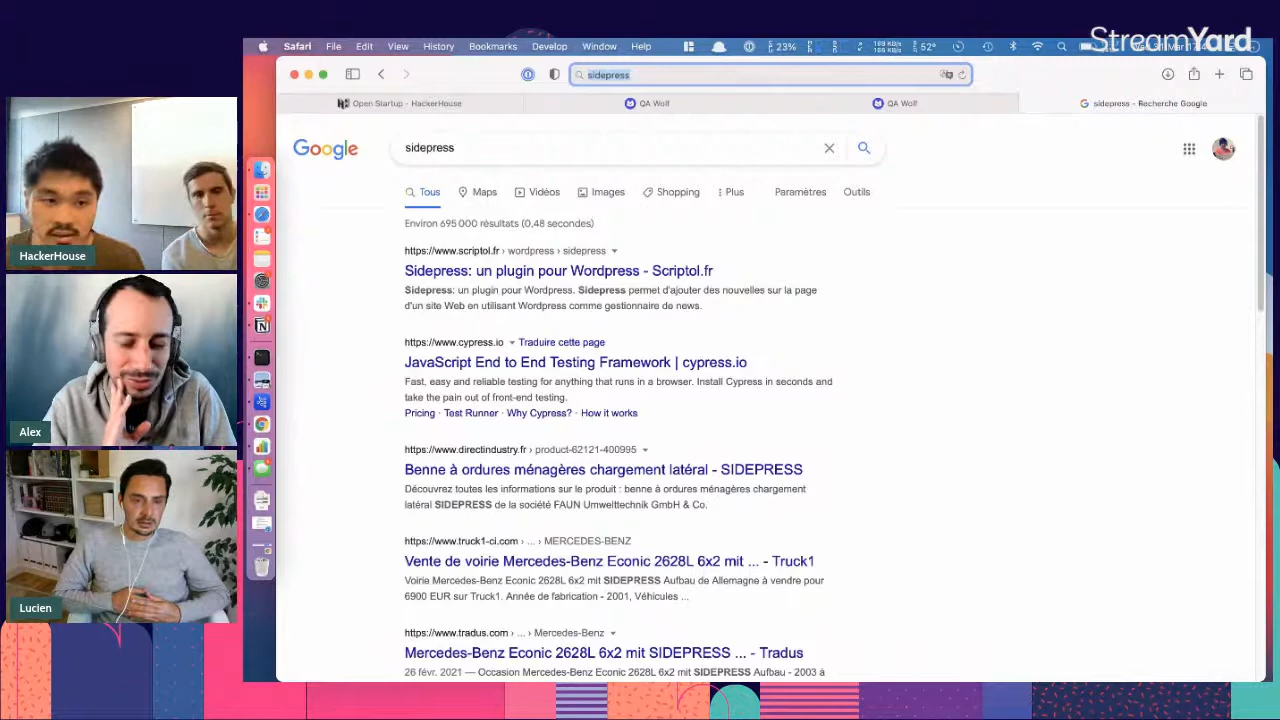 StreamYard
Safari File Edit View History Bookmarks Develop Window Help 23% 52°
sidepress
Open Startup - HackerHouse
QA Wolf
QA Wolf
sidepress - Recherche Google
Google
sidepress
Tous Maps Vidéos Images Shopping Plus Paramètres Outils
Environ 695 000 résultats (0,48 secondes)
https://www.scriptol.fr › wordpress › sidepress
Sidepress: un plugin pour Wordpress - Scriptol.fr
Sidepress: un plugin pour Wordpress. Sidepress permet d'ajouter des nouvelles sur la page
d'un site Web en utilisant Wordpress comme gestionnaire de news.
https://www.cypress.io Traduire cette page
JavaScript End to End Testing Framework | cypress.io
Fast, easy and reliable testing for anything that runs in a browser. Install Cypress in seconds and
take the pain out of front-end testing.
Pricing · Test Runner · Why Cypress? · How it works
https://www.directindustry.fr › product-62121-400995
Benne à ordures ménagères chargement latéral - SIDEPRESS
Découvrez toutes les informations sur le produit : benne à ordures ménagères chargement
latéral SIDEPRESS de la société FAUN Umwelttechnik GmbH & Co.
https://www.truck1-ci.com › ... › MERCEDES-BENZ
Vente de voirie Mercedes-Benz Econic 2628L 6x2 mit ... - Truck1
Voirie Mercedes-Benz Econic 2628L 6x2 mit SIDEPRESS Aufbau de Allemagne à vendre pour
6900 EUR sur Truck1. Année de fabrication - 2001, Véhicules ...
https://www.tradus.com › ... › Mercedes-Benz
Mercedes-Benz Econic 2628L 6x2 mit SIDEPRESS ... - Tradus
26 févr. 2021 — Occasion Mercedes-Benz Econic 2628L 6x2 mit SIDEPRESS Aufbau - 2003 à
HackerHouse
Alex
Lucien